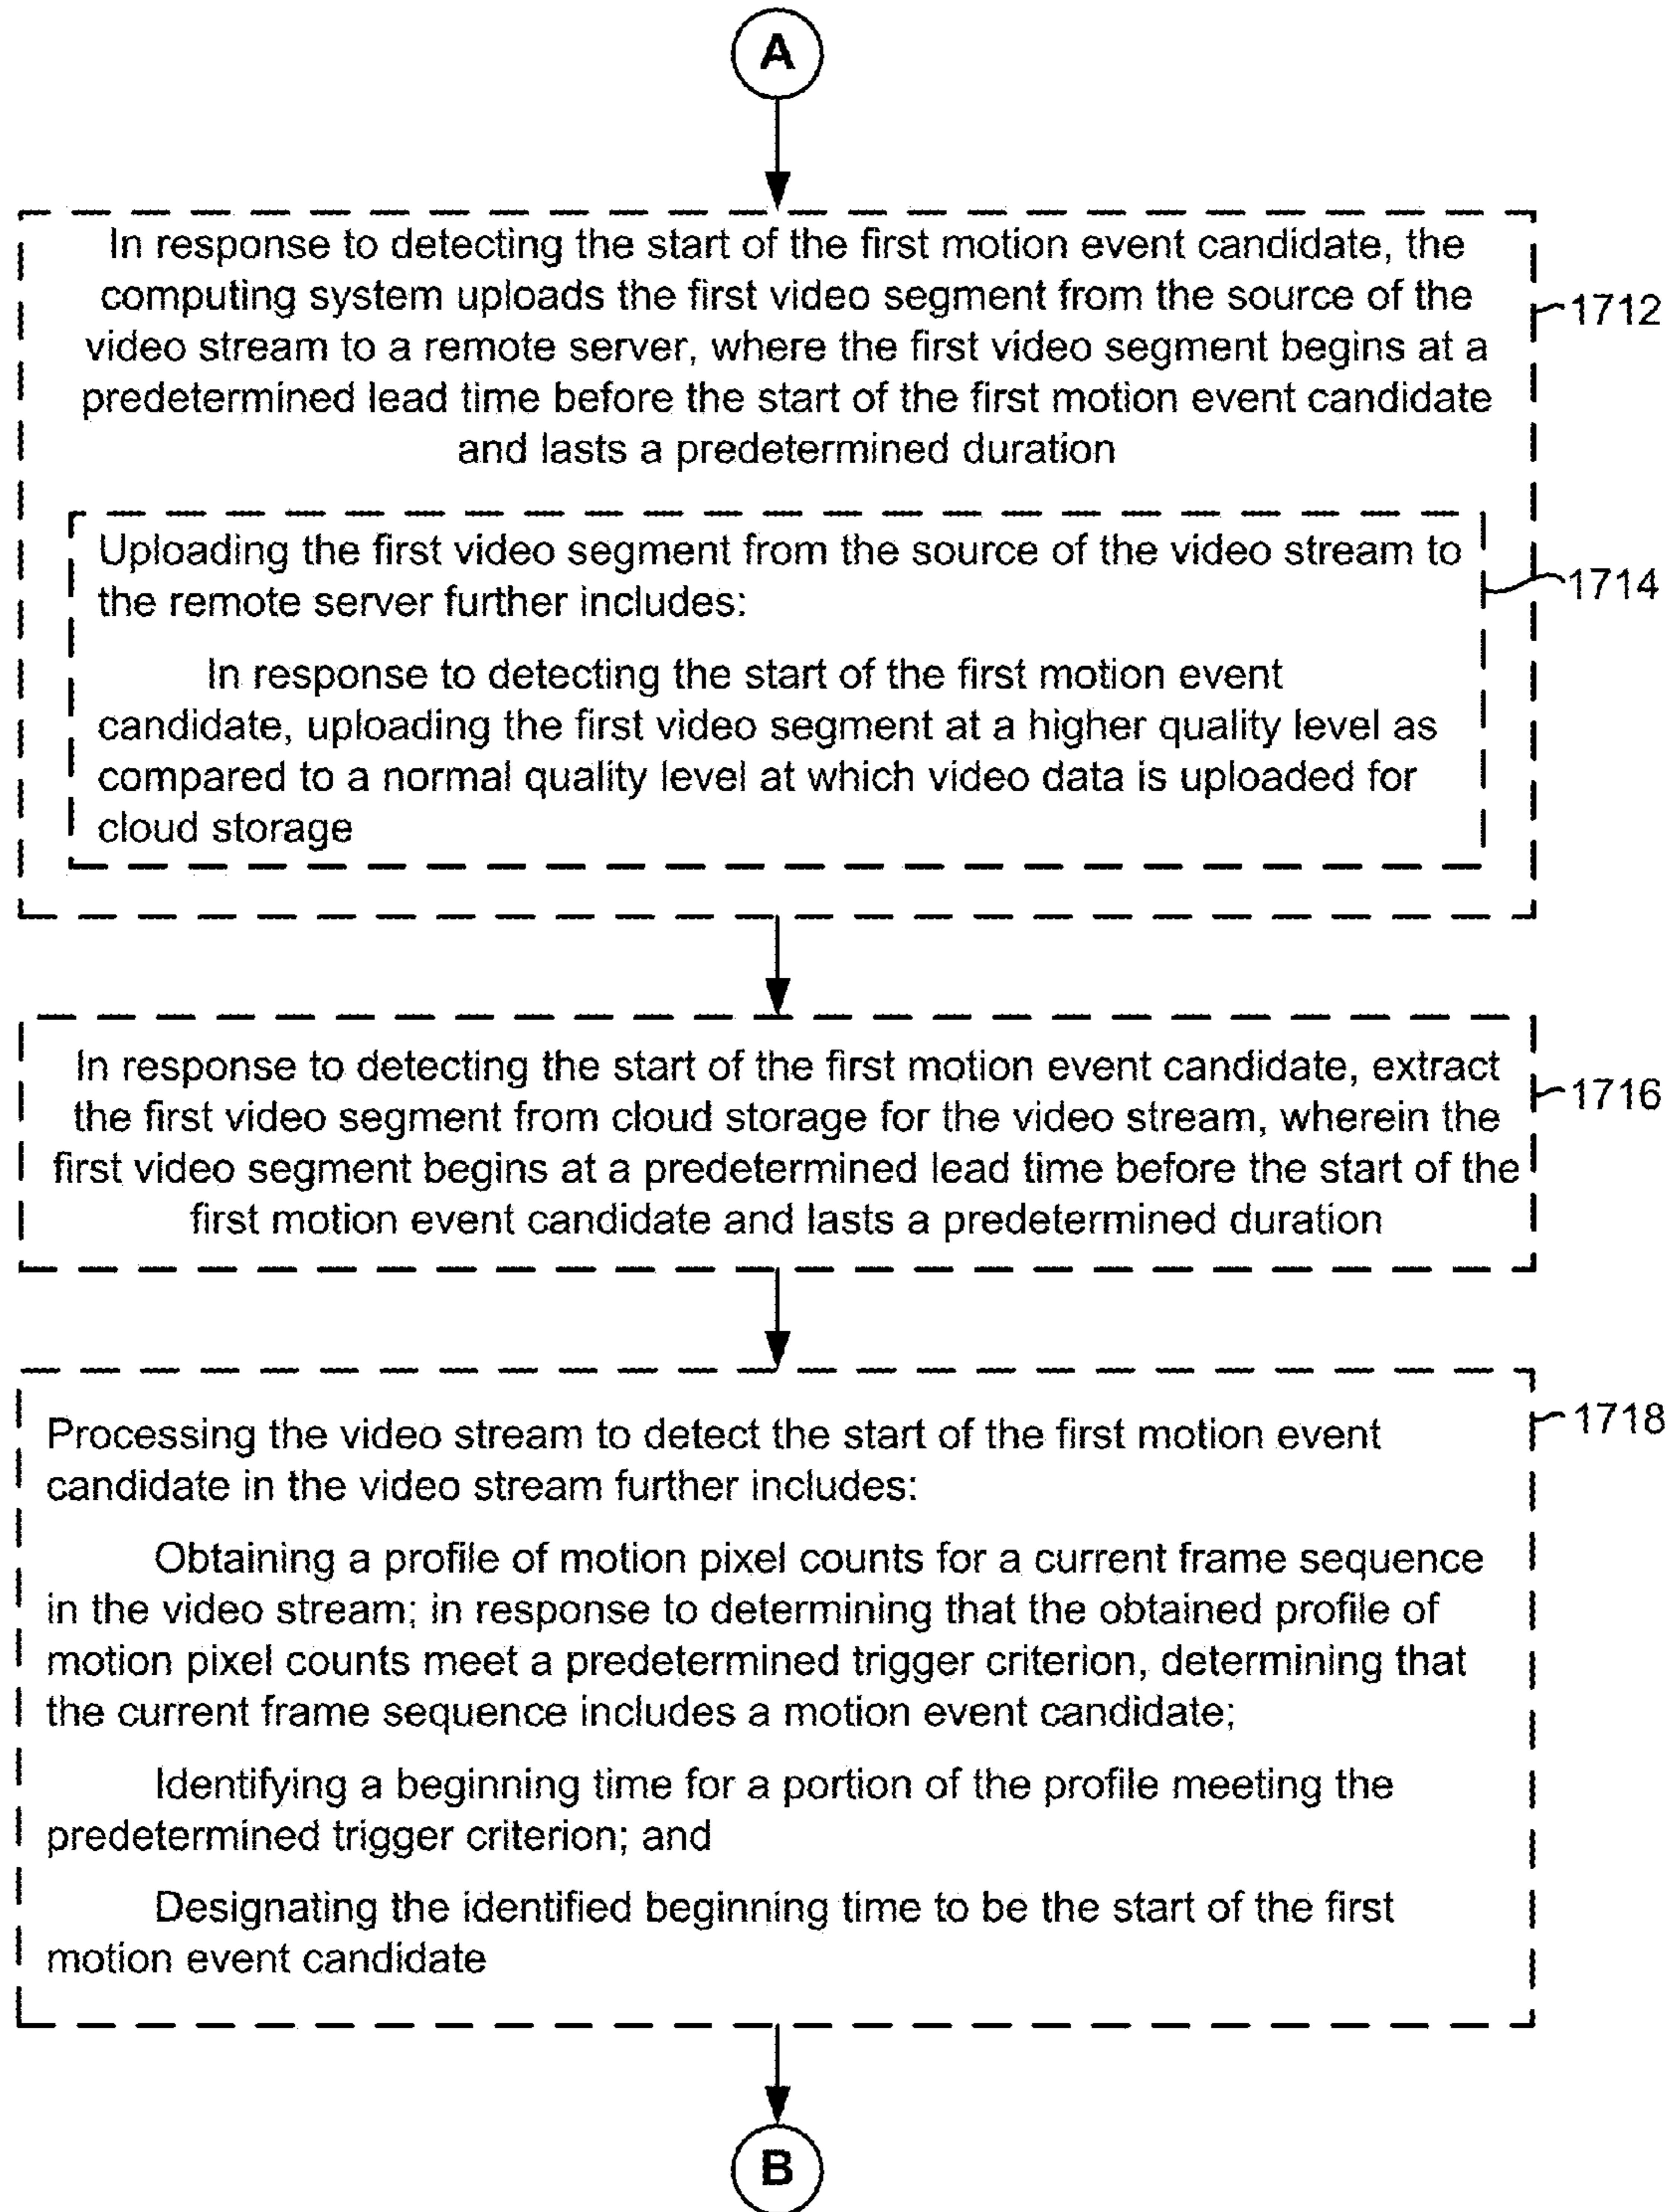 A
In response to detecting the start of the first motion event candidate, the
computing system uploads the first video segment from the source of the
video stream to a remote server, where the first video segment begins at a
predetermined lead time before the start of the first motion event candidate
and lasts a predetermined duration
1712
Uploading the first video segment from the source of the video stream to
the remote server further includes:
1714
In response to detecting the start of the first motion event
candidate, uploading the first video segment at a higher quality level as
compared to a normal quality level at which video data is uploaded for
cloud storage
In response to detecting the start of the first motion event candidate, extract
the first video segment from cloud storage for the video stream, wherein the
first video segment begins at a predetermined lead time before the start of the
first motion event candidate and lasts a predetermined duration
1716
Processing the video stream to detect the start of the first motion event
candidate in the video stream further includes:
1718
Obtaining a profile of motion pixel counts for a current frame sequence
in the video stream; in response to determining that the obtained profile of
motion pixel counts meet a predetermined trigger criterion, determining that
the current frame sequence includes a motion event candidate;
Identifying a beginning time for a portion of the profile meeting the
predetermined trigger criterion; and
Designating the identified beginning time to be the start of the first
motion event candidate
B